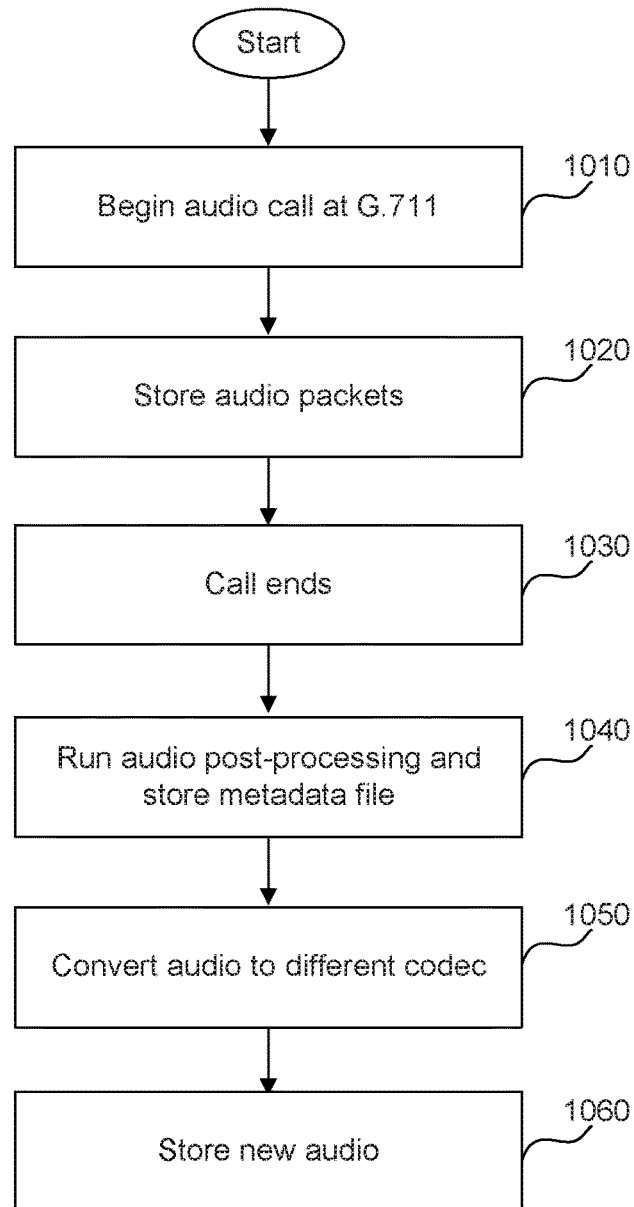 Start
1010
Begin audio call at G.711
1020
Store audio packets
1030
Call ends
1040
Run audio post-processing and
store metadata file
1050
Convert audio to different codec
1060
Store new audio